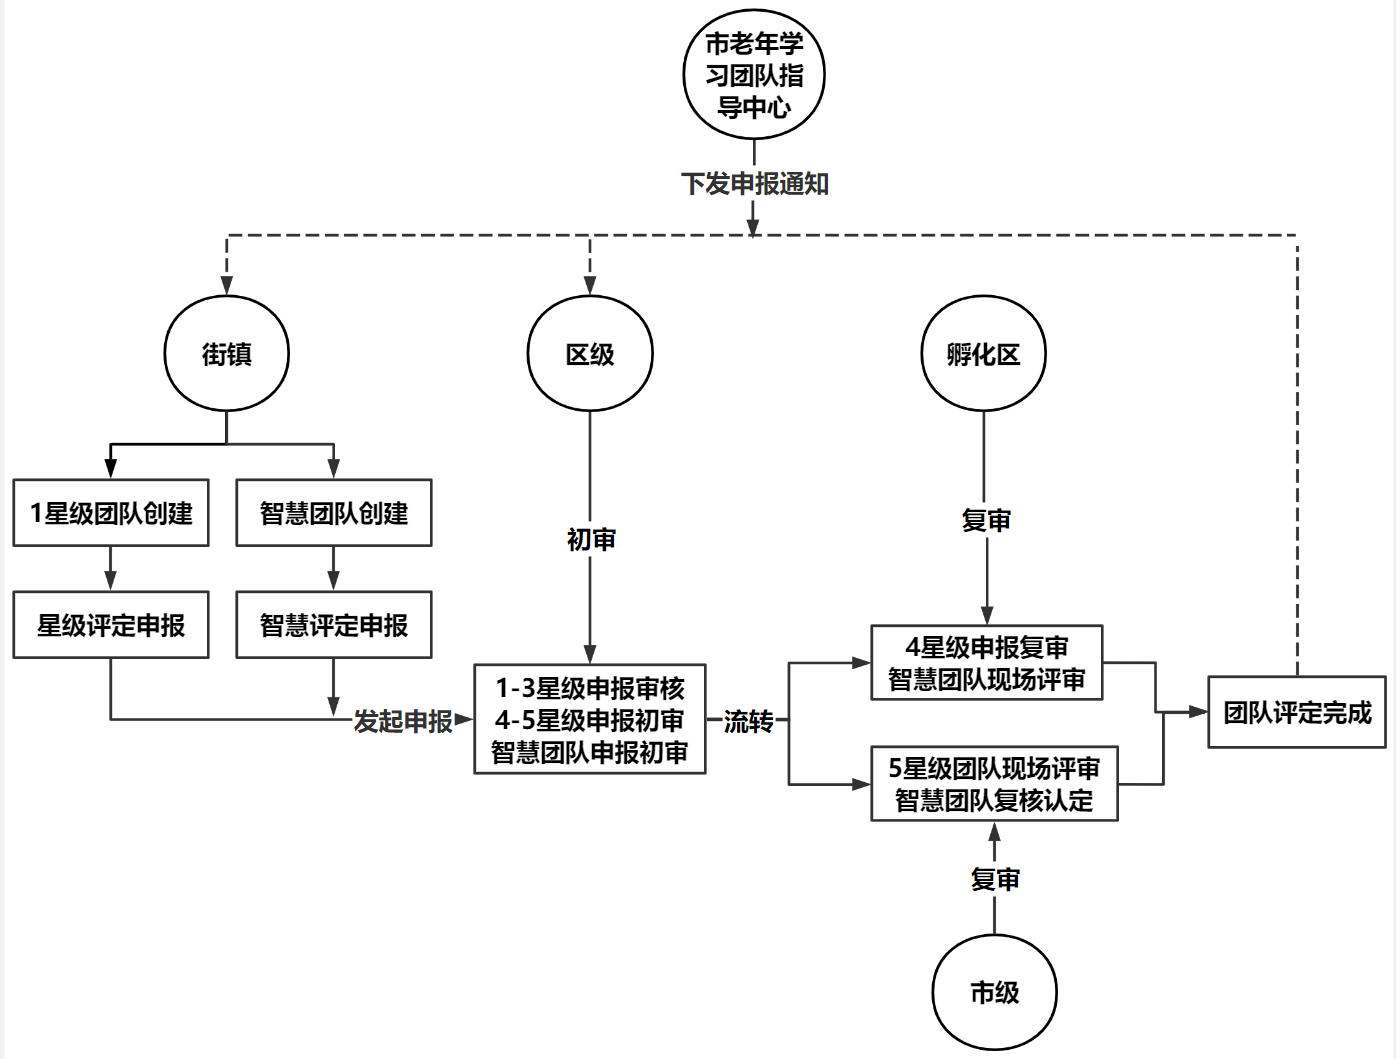 市老年学
习团队指
导中心
下发申报通知
街镇
区级
孵化区
1星级团队创建
智慧团队创建
初审
复审
星级评定申报
智慧评定申报
4星级申报复审
智慧团队现场评审
1-3星级申报审核
4-5星级申报初审
智慧团队申报初审
发起申报
流转
团队评定完成
5星级团队现场评审
智慧团队复核认定
复审
市级